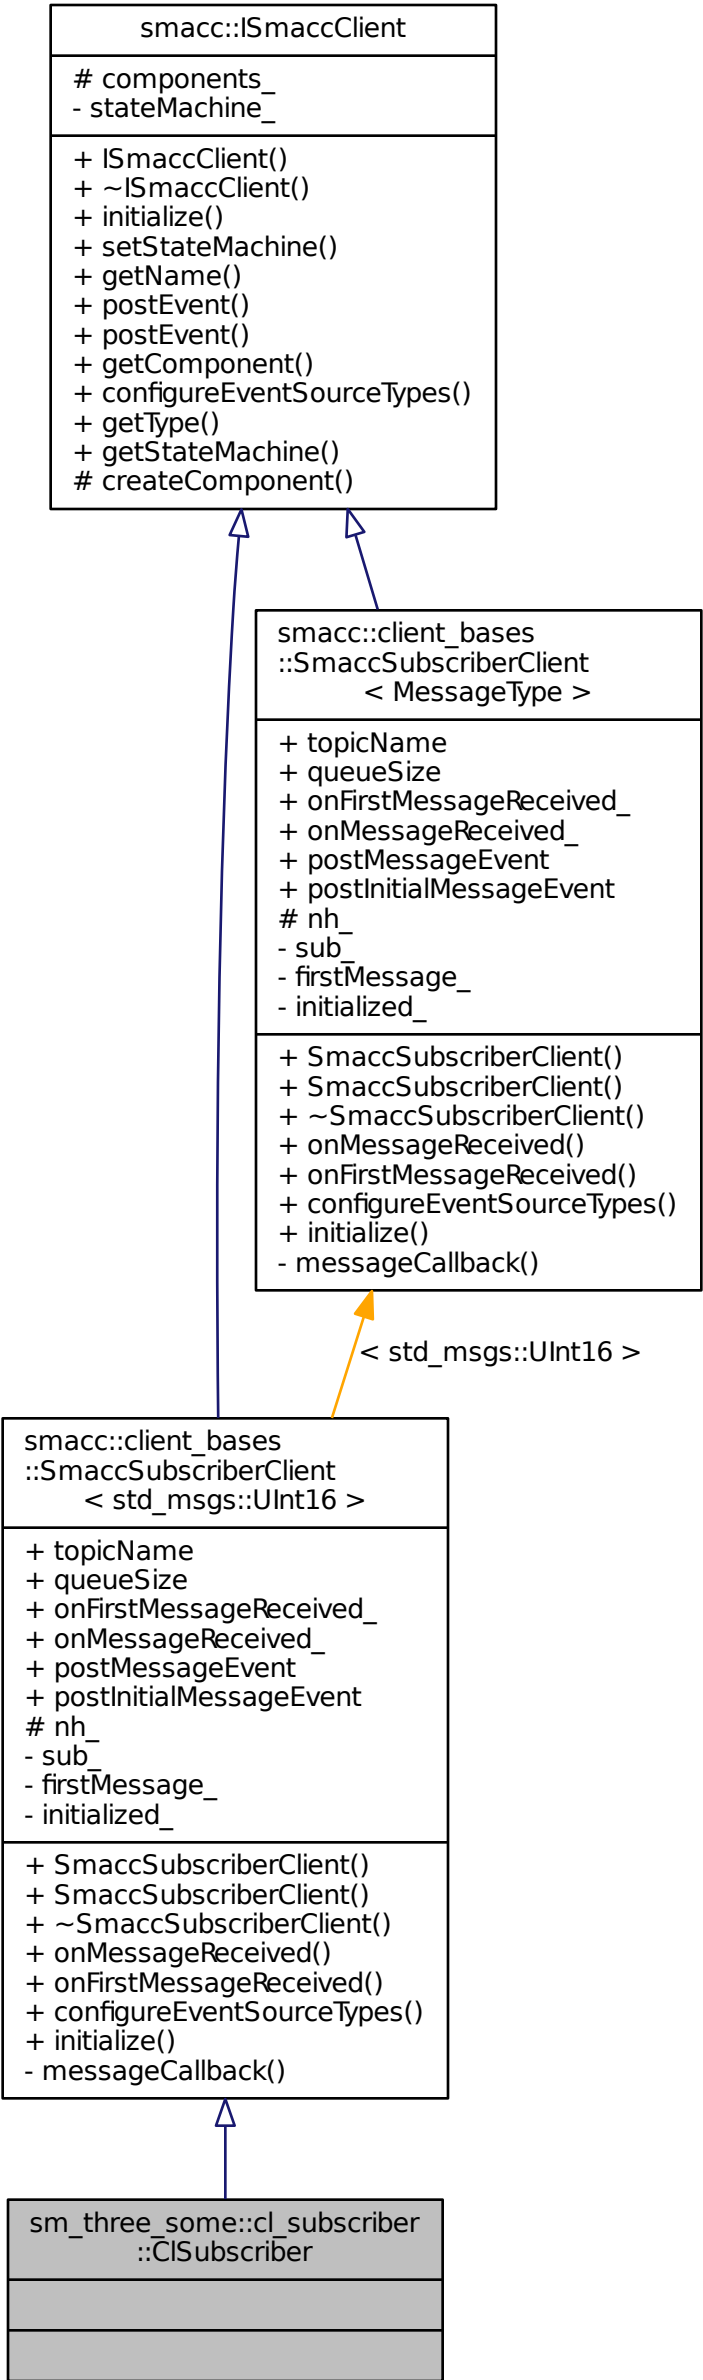 smacc::ISmaccClient
# components_
- stateMachine_
+ ISmaccClient()
+ ~ISmaccClient()
+ initialize()
+ setStateMachine()
+ getName()
+ postEvent()
+ postEvent()
+ getComponent()
+ configureEventSourceTypes()
+ getType()
+ getStateMachine()
# createComponent()
smacc::client_bases
::SmaccSubscriberClient
< MessageType >
+ topicName
+ queueSize
+ onFirstMessageReceived_
+ onMessageReceived_
+ postMessageEvent
+ postInitialMessageEvent
# nh_
- sub_
- firstMessage_
- initialized_
+ SmaccSubscriberClient()
+ SmaccSubscriberClient()
+ ~SmaccSubscriberClient()
+ onMessageReceived()
+ onFirstMessageReceived()
+ configureEventSourceTypes()
+ initialize()
- messageCallback()
< std_msgs::UInt16 >
smacc::client_bases
::SmaccSubscriberClient
< std_msgs::UInt16 >
+ topicName
+ queueSize
+ onFirstMessageReceived_
+ onMessageReceived_
+ postMessageEvent
+ postInitialMessageEvent
# nh_
- sub_
- firstMessage_
- initialized_
+ SmaccSubscriberClient()
+ SmaccSubscriberClient()
+ ~SmaccSubscriberClient()
+ onMessageReceived()
+ onFirstMessageReceived()
+ configureEventSourceTypes()
+ initialize()
- messageCallback()
sm_three_some::cl_subscriber
::ClSubscriber